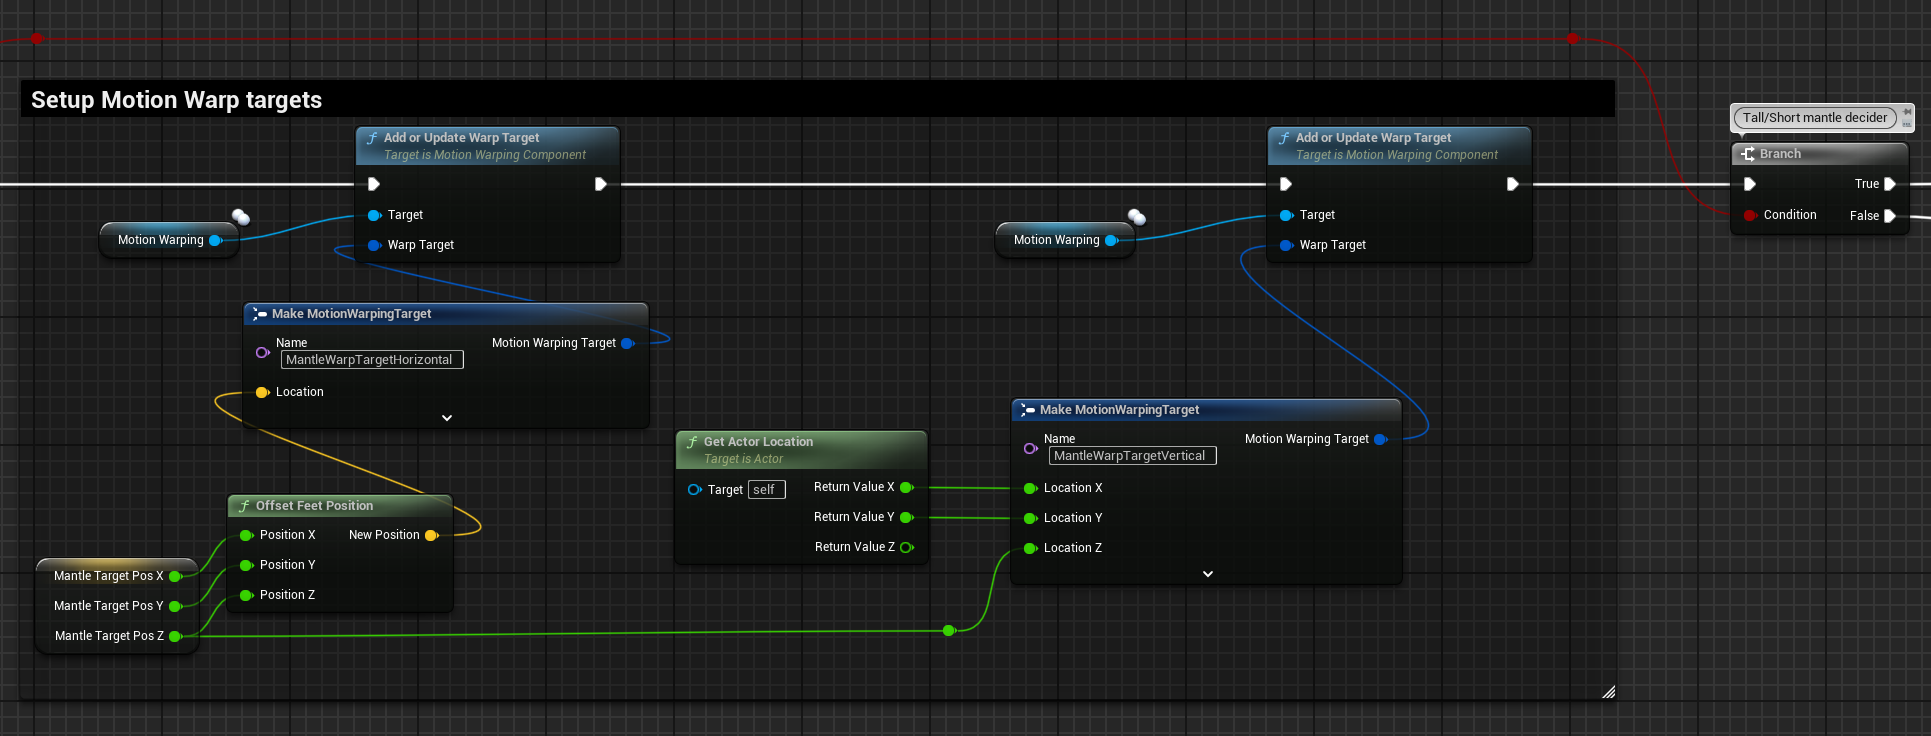 Setup Motion Warp targets
Add or Update Warp Target
Target is Motion Warping Component
Target
Warp Target
Motion Warping
Make MotionWarpingTarget
Name
MantleWarpTargetHorizontal
Motion Warping Target
Location
Offset Feet Position
Position X
New Position
Position Y
Position Z
Mantle Target Pos X
Mantle Target Pos Y
Mantle Target Pos Z
Get Actor Location
Target is Actor
Target self
Return Value X
Return Value Y
Return Value Z
Add or Update Warp Target
Target is Motion Warping Component
Target
Warp Target
Motion Warping
Make MotionWarpingTarget
Name
MantleWarpTargetVertical
Motion Warping Target
Location X
Location Y
Location Z
Tall/Short mantle decider
Branch
True
Condition
False